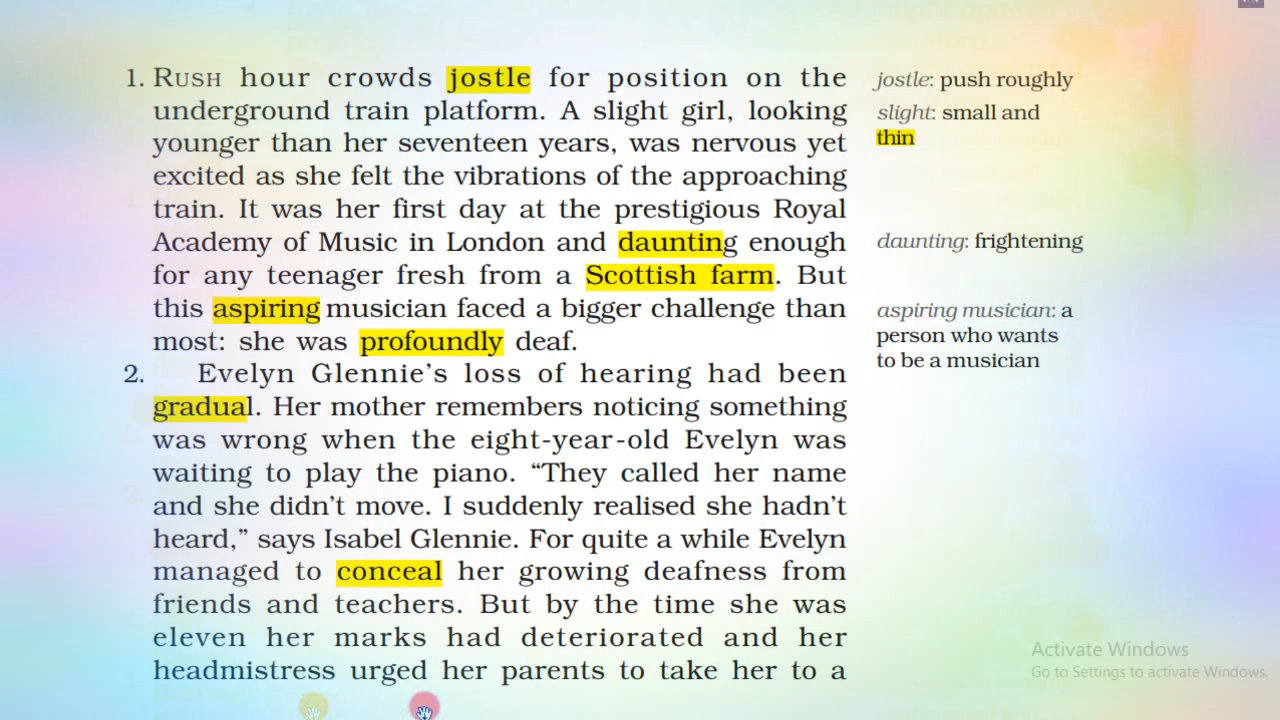 1. RUSH hour crowds jostle for position on the
underground train platform. A slight girl, looking
younger than her seventeen years, was nervous yet
excited as she felt the vibrations of the approaching
train. It was her first day at the prestigious Royal
Academy of Music in London and daunting enough
for any teenager fresh from a Scottish farm. But
this aspiring musician faced a bigger challenge than
most: she was profoundly deaf.
2. Evelyn Glennie’s loss of hearing had been
gradual. Her mother remembers noticing something
was wrong when the eight-year-old Evelyn was
waiting to play the piano. “They called her name
and she didn’t move. I suddenly realised she hadn’t
heard,” says Isabel Glennie. For quite a while Evelyn
managed to conceal her growing deafness from
friends and teachers. But by the time she was
eleven her marks had deteriorated and her
headmistress urged her parents to take her to a
jostle: push roughly
slight: small and
thin
daunting: frightening
aspiring musician: a
person who wants
to be a musician
Activate Windows
Go to Settings to activate Windows.